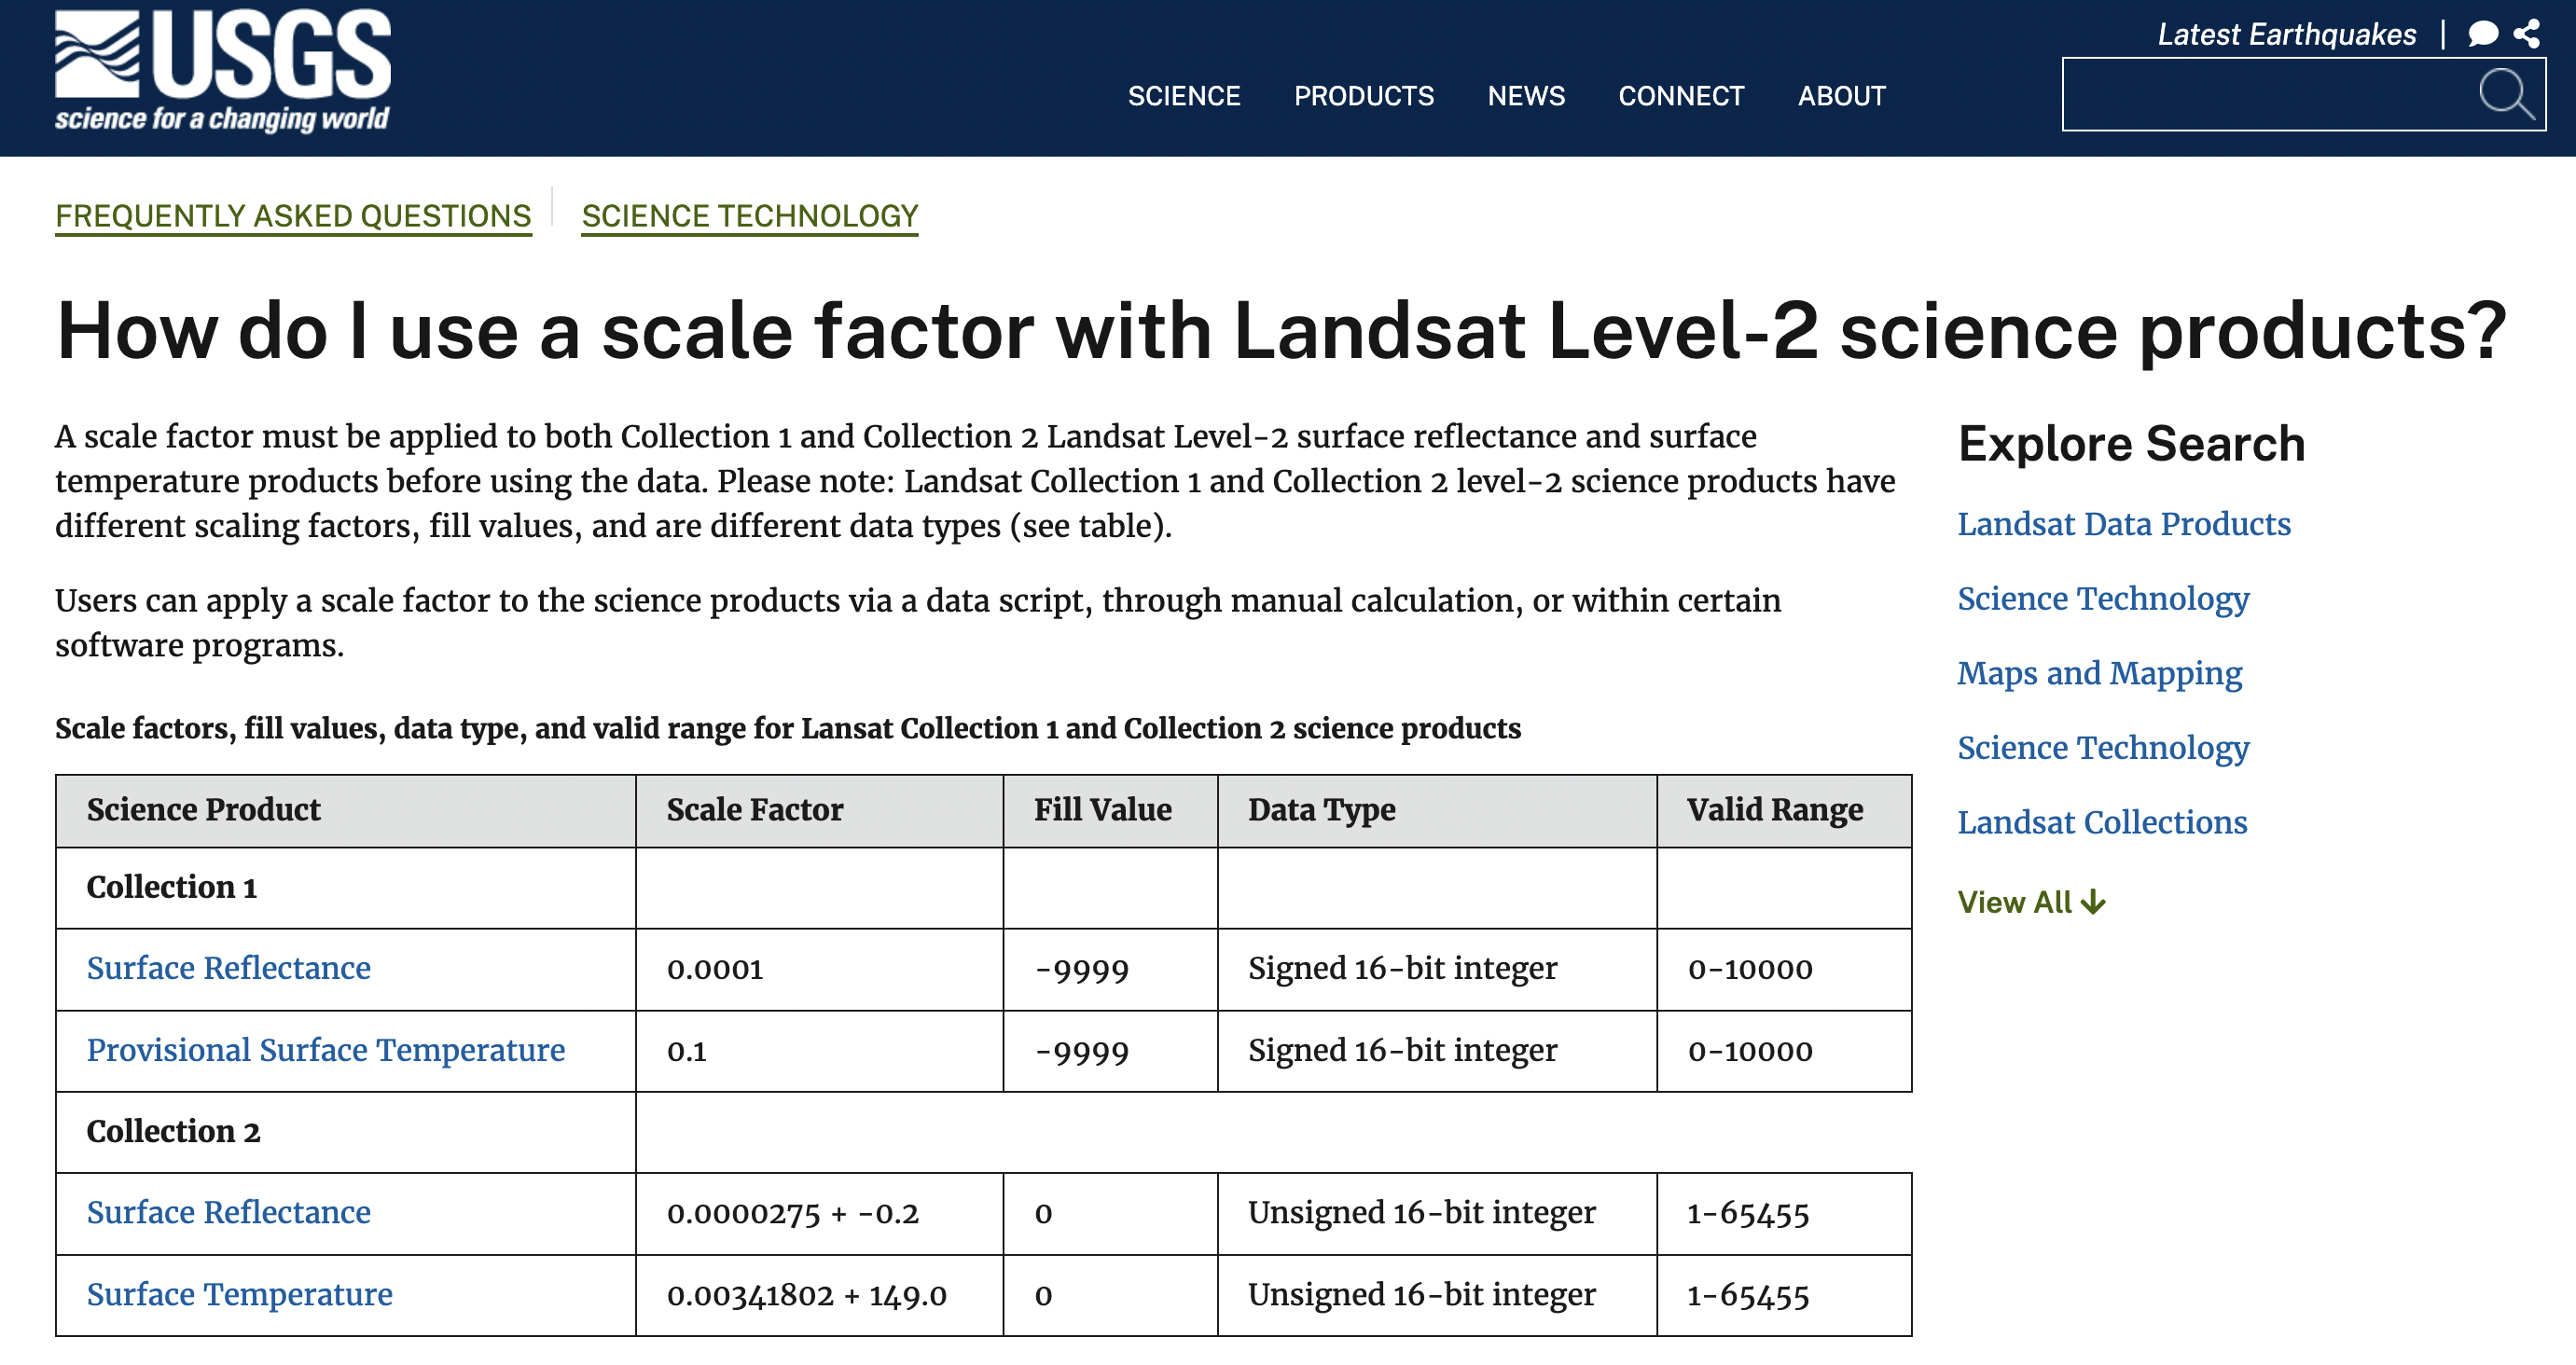 USGS
science for a changing world
Latest Earthquakes |
SCIENCE PRODUCTS NEWS CONNECT ABOUT
FREQUENTLY ASKED QUESTIONS SCIENCE TECHNOLOGY
How do I use a scale factor with Landsat Level-2 science products?
A scale factor must be applied to both Collection 1 and Collection 2 Landsat Level-2 surface reflectance and surface
temperature products before using the data. Please note: Landsat Collection 1 and Collection 2 level-2 science products have
different scaling factors, fill values, and are different data types (see table).
Users can apply a scale factor to the science products via a data script, through manual calculation, or within certain
software programs.
Scale factors, fill values, data type, and valid range for Lansat Collection 1 and Collection 2 science products
Science Product Scale Factor Fill Value Data Type Valid Range
Collection 1
Surface Reflectance 0.0001 -9999 Signed 16-bit integer 0-10000
Provisional Surface Temperature 0.1 -9999 Signed 16-bit integer 0-10000
Collection 2
Surface Reflectance 0.0000275 + -0.2 0 Unsigned 16-bit integer 1-65455
Surface Temperature 0.00341802 + 149.0 0 Unsigned 16-bit integer 1-65455
Explore Search
Landsat Data Products
Science Technology
Maps and Mapping
Science Technology
Landsat Collections
View All